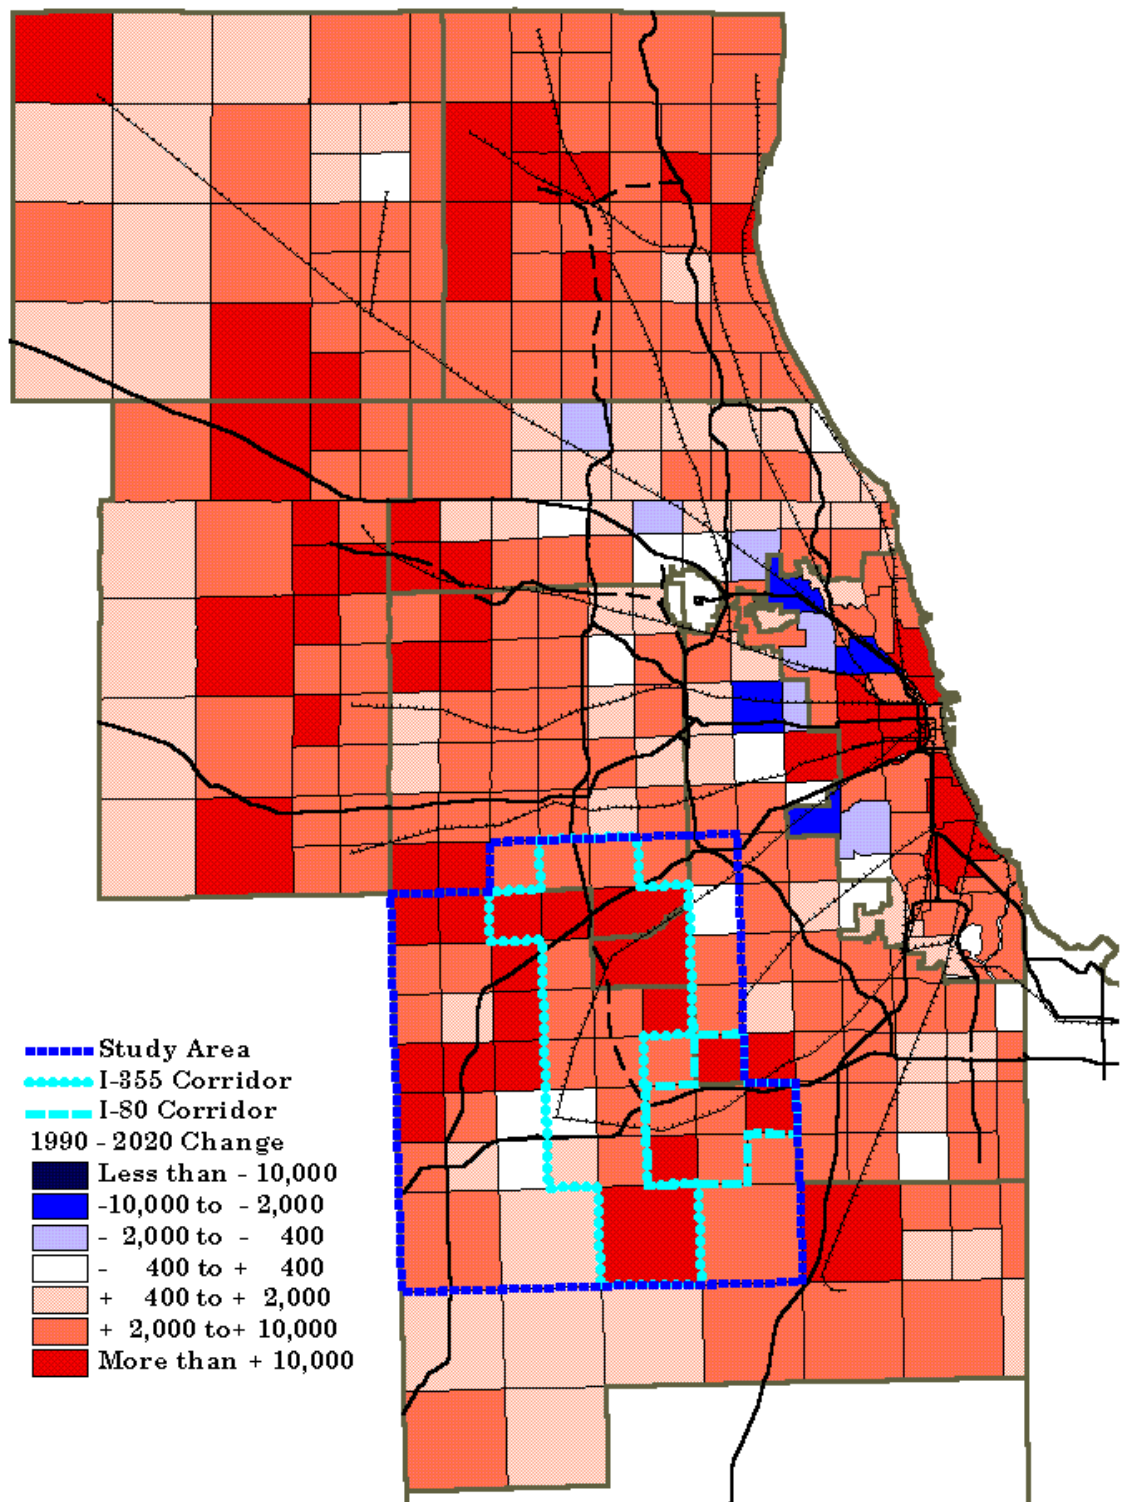 Study Area
I-355 Corridor
I-80 Corridor
1990 - 2020 Change
Less than - 10,000
-10,000 to - 2,000
- 2,000 to - 400
- 400 to + 400
+ 400 to + 2,000
+ 2,000 to+ 10,000
More than + 10,000